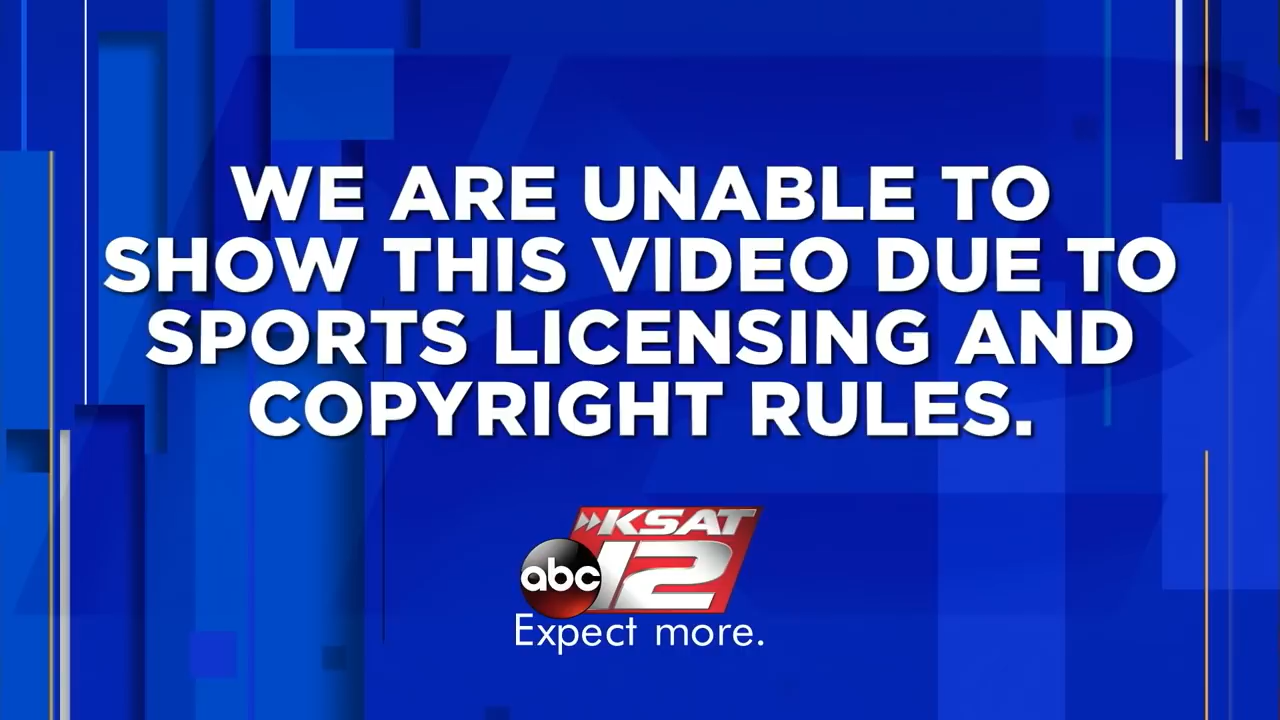 WE ARE UNABLE TO
SHOW THIS VIDEO DUE TO
SPORTS LICENSING AND
COPYRIGHT RULES.
KSAT
abc 12
Expect more.